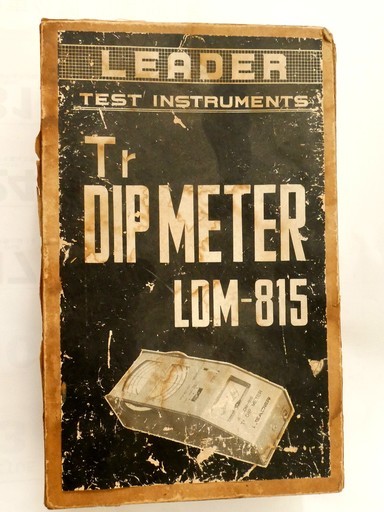 LEADER
TEST INSTRUMENTS
Tr
DIP METER
LDM-815